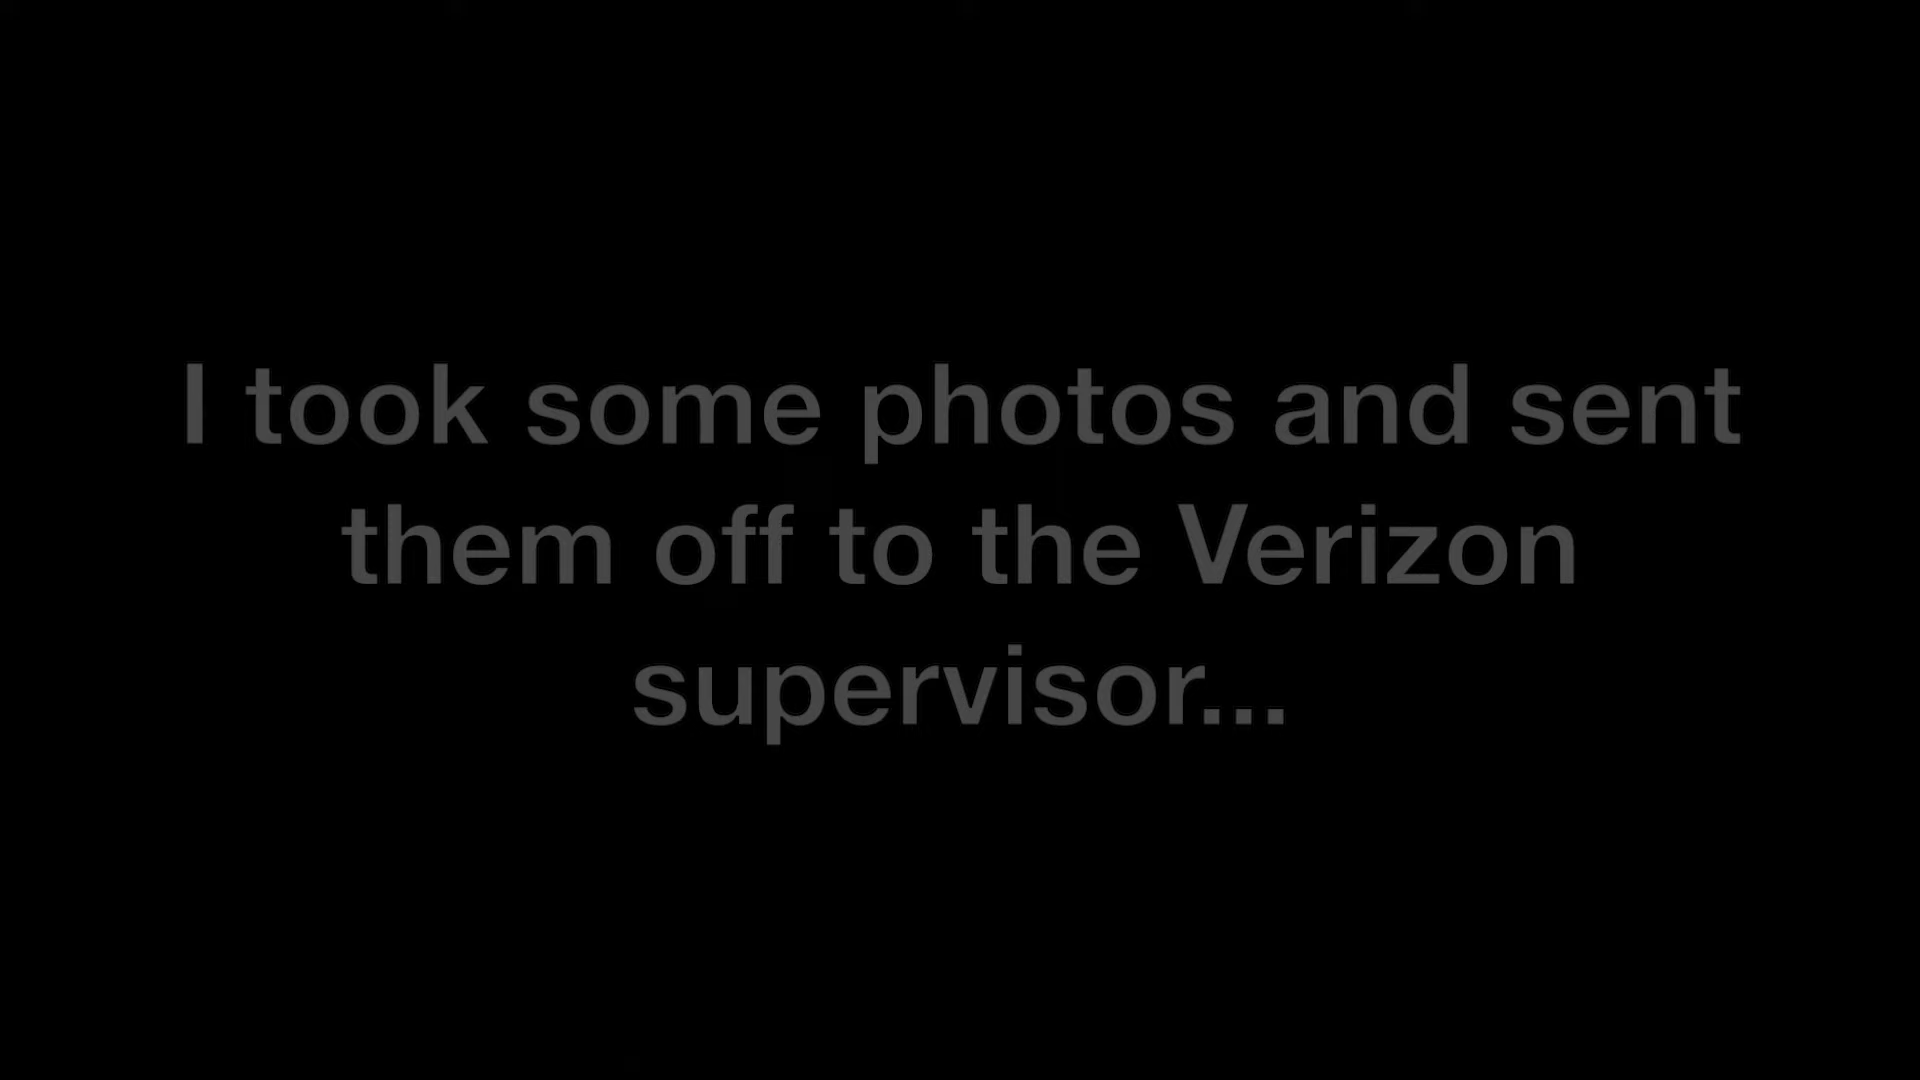 I took some photos and sent
them off to the Verizon
supervisor...